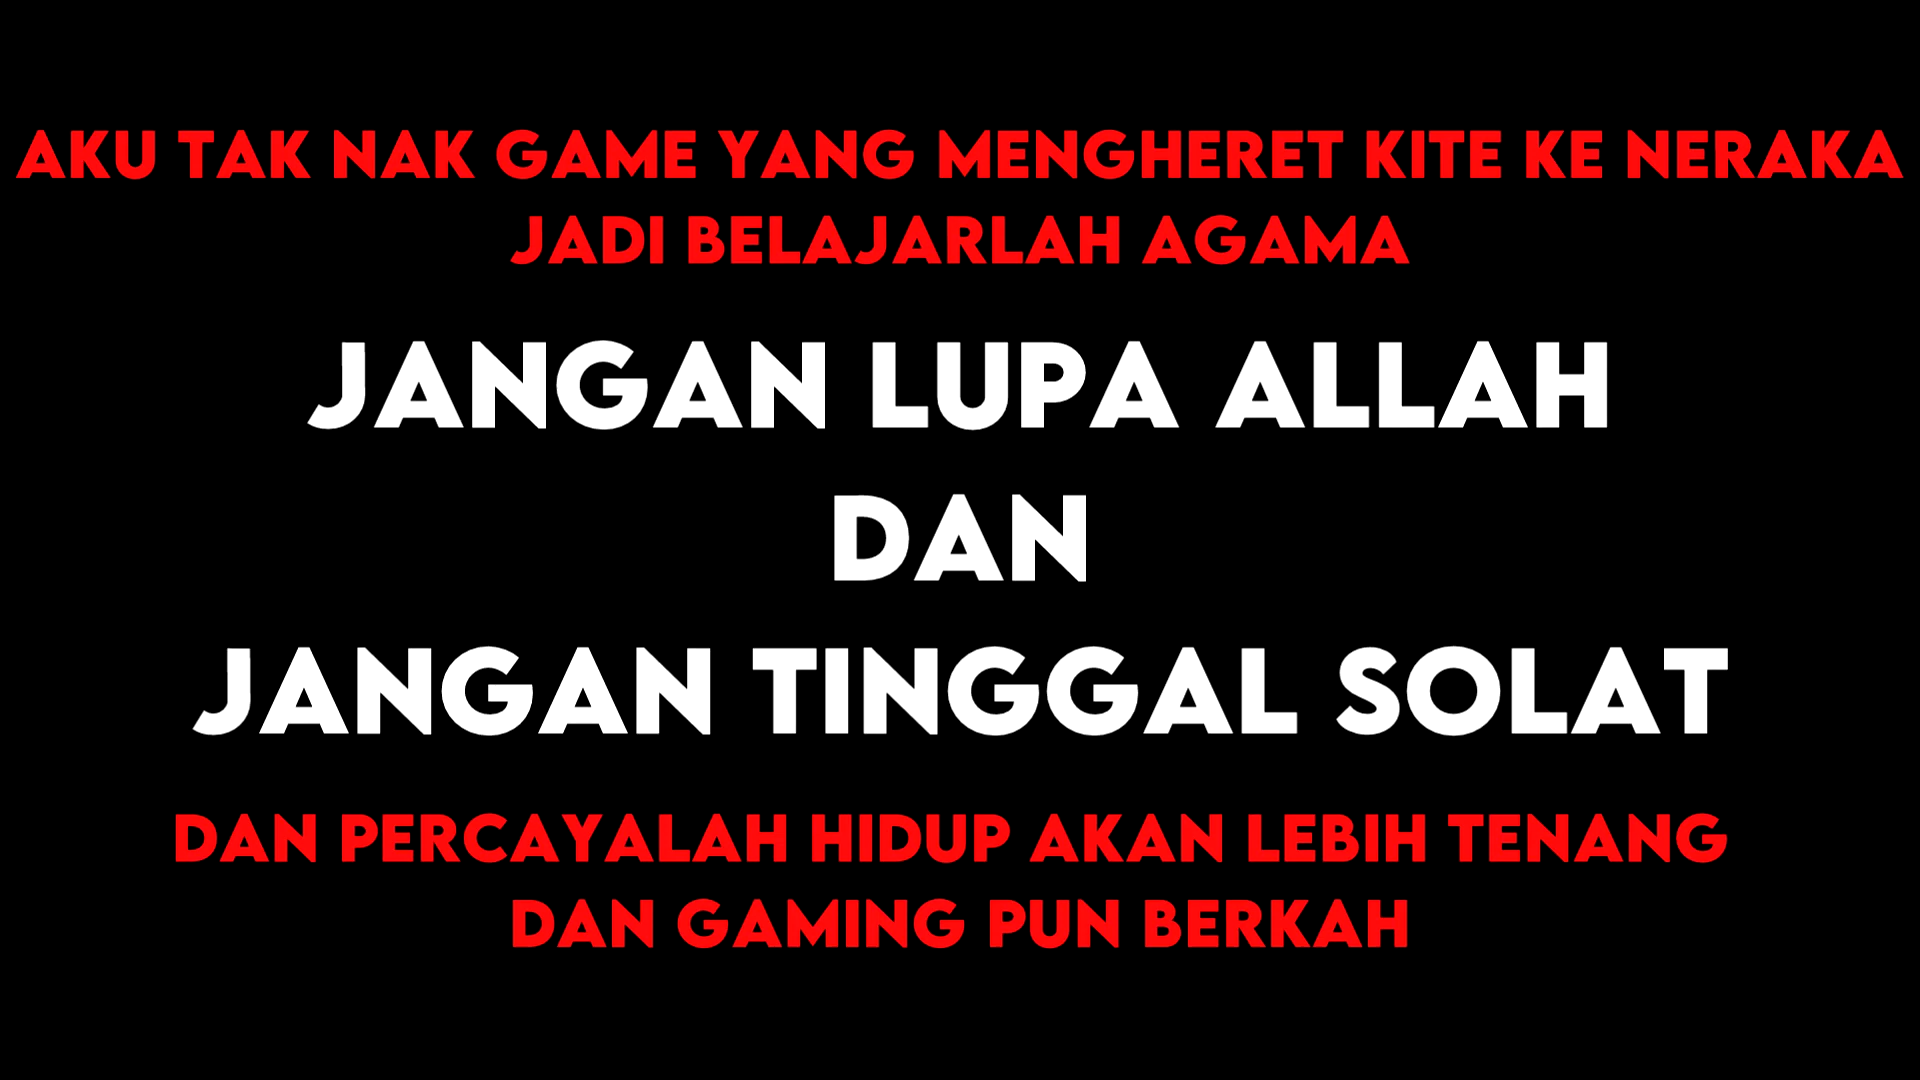 AKU TAK NAK GAME YANG MENGHERET KITE KE NERAKA
JADI BELAJARLAH AGAMA
JANGAN LUPA ALLAH
DAN
JANGAN TINGGAL SOLAT
DAN PERCAYALAH HIDUP AKAN LEBIH TENANG
DAN GAMING PUN BERKAH